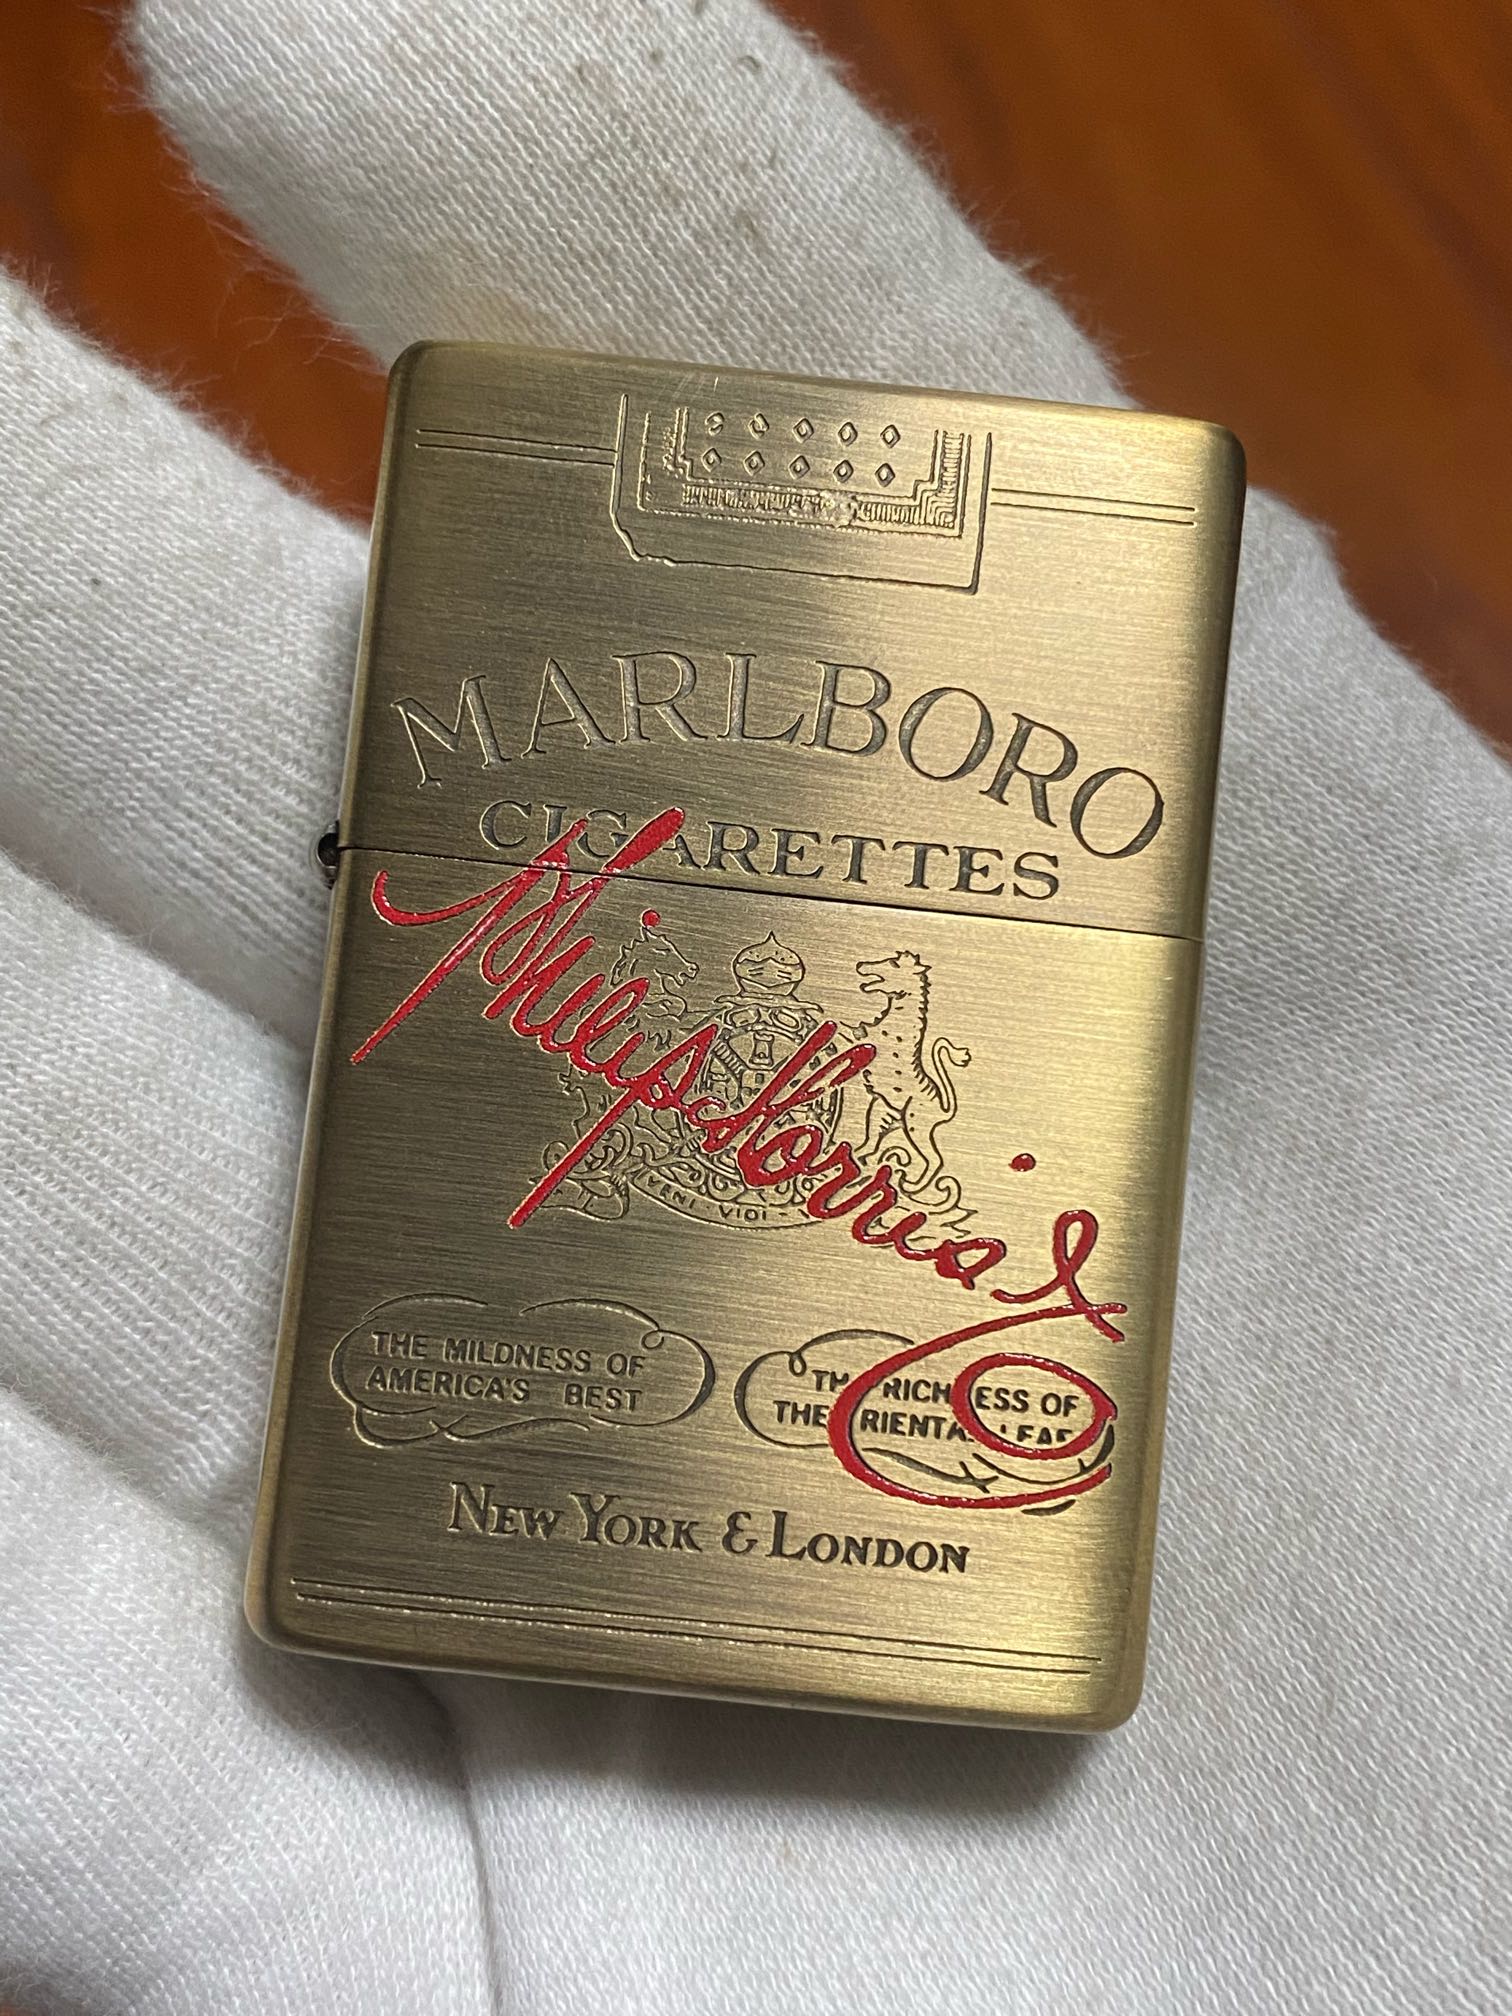 MARLBORO
CIGARETTES
Philip Morris & Co
VENI · VIDI ·
THE MILDNESS OF
AMERICA'S BEST
THE RICHNESS OF
THE ORIENTAL LEAF
NEW YORK & LONDON